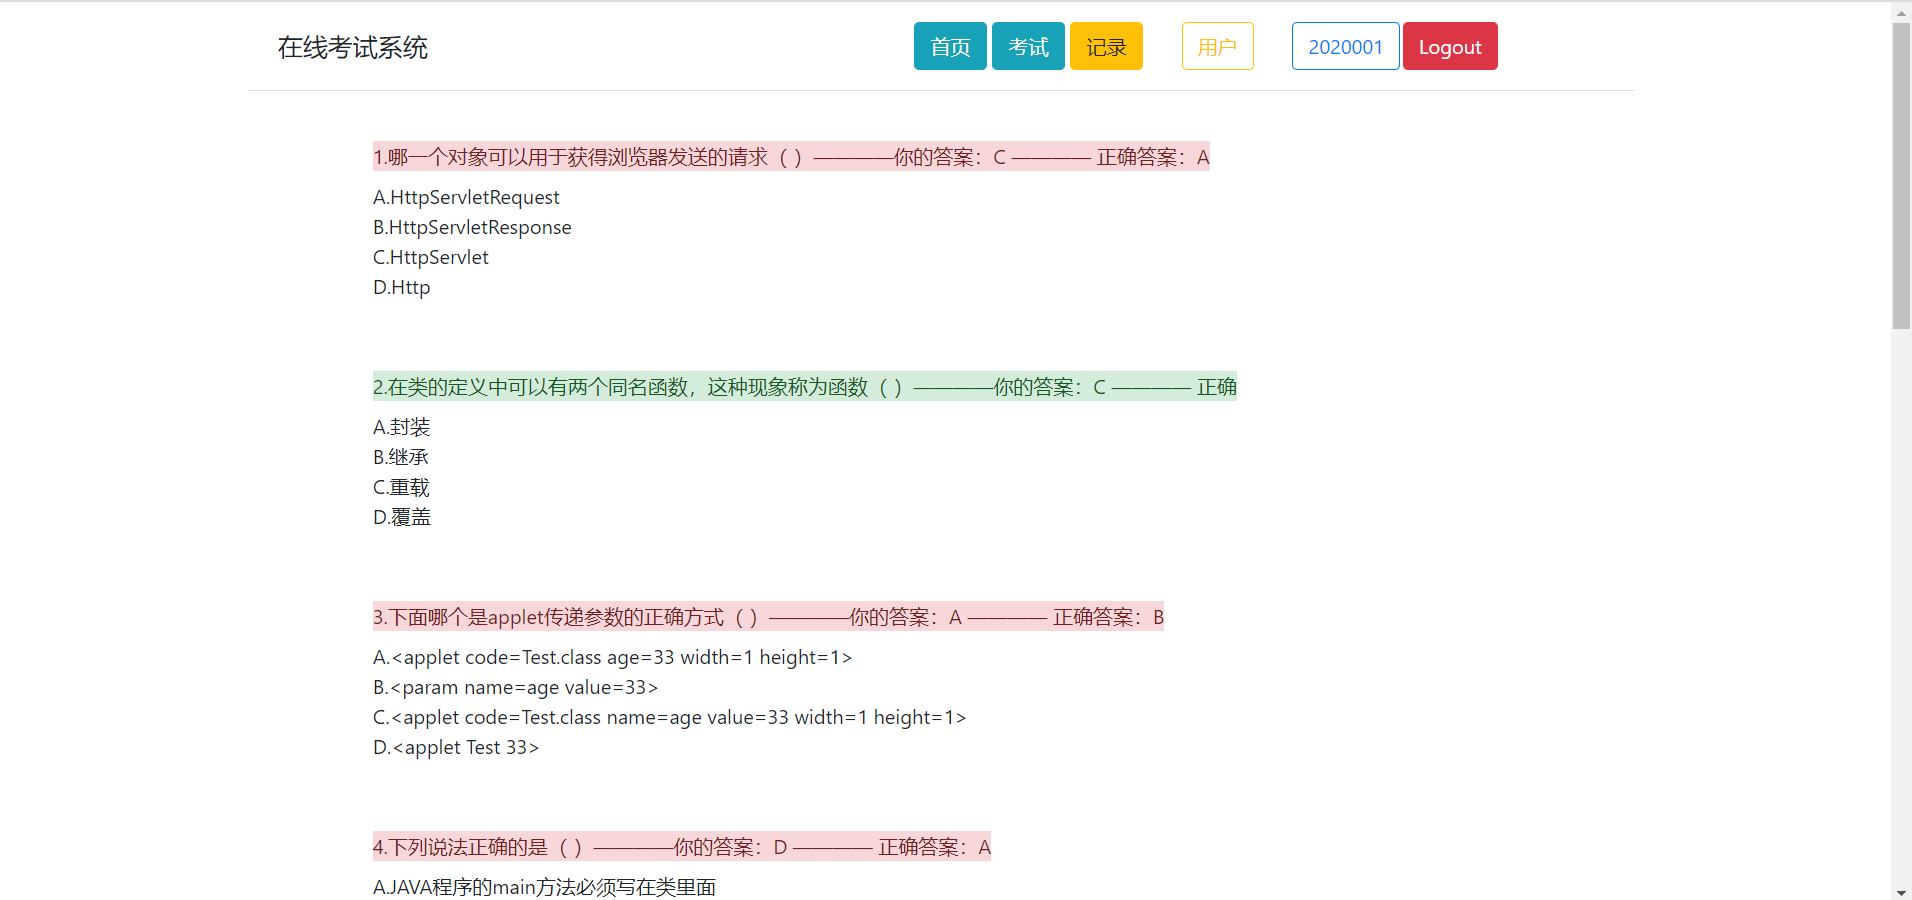 在线考试系统
首页 考试 记录 用户 2020001 Logout
1.哪一个对象可以用于获得浏览器发送的请求（ ）————你的答案：C ———— 正确答案：A
A.HttpServletRequest
B.HttpServletResponse
C.HttpServlet
D.Http
2.在类的定义中可以有两个同名函数，这种现象称为函数（ ）————你的答案：C ———— 正确
A.封装
B.继承
C.重载
D.覆盖
3.下面哪个是applet传递参数的正确方式（ ）————你的答案：A ———— 正确答案：B
A.<applet code=Test.class age=33 width=1 height=1>
B.<param name=age value=33>
C.<applet code=Test.class name=age value=33 width=1 height=1>
D.<applet Test 33>
4.下列说法正确的是（ ）————你的答案：D ———— 正确答案：A
A.JAVA程序的main方法必须写在类里面